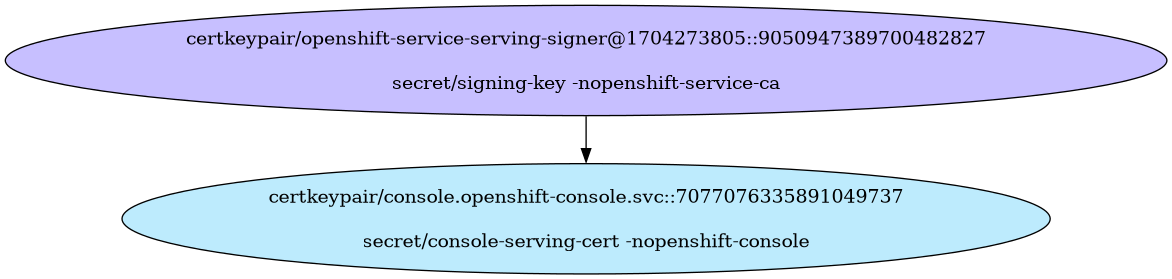 certkeypair/openshift-service-serving-signer@1704273805::9050947389700482827
secret/signing-key -nopenshift-service-ca
certkeypair/console.openshift-console.svc::7077076335891049737
secret/console-serving-cert -nopenshift-console